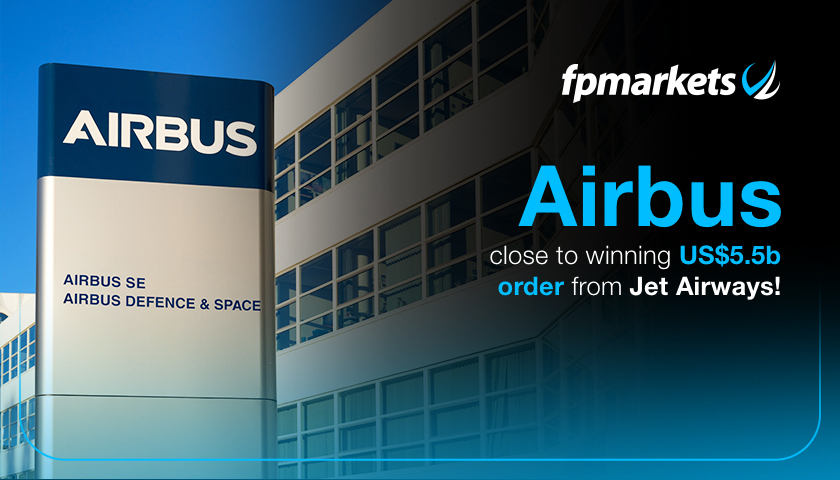 AIRBUS
AIRBUS SE
AIRBUS DEFENCE & SPACE
fpmarkets
Airbus
close to winning US$5.5b
order from Jet Airways!